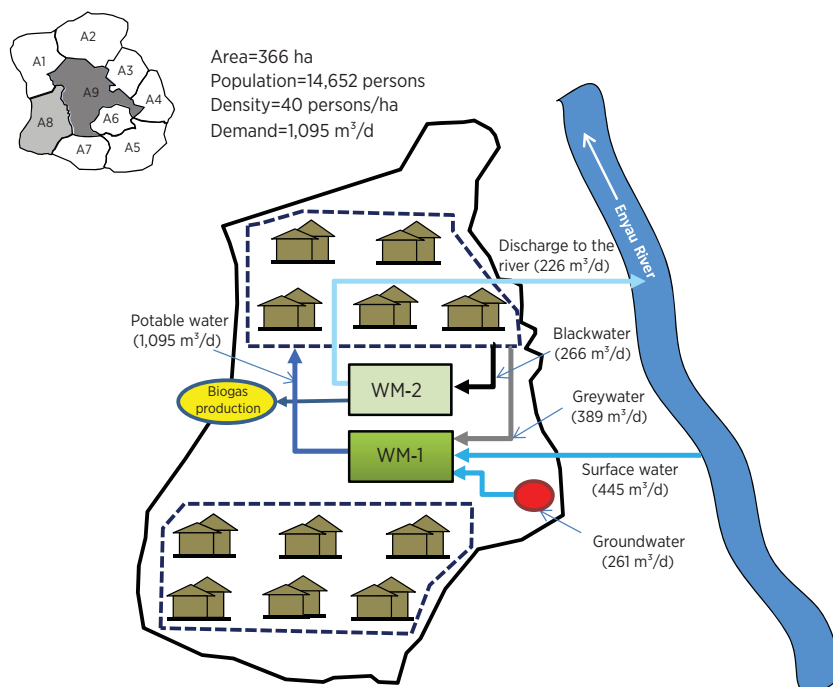 A2
A1
A3
A9
A4
A8
A6
A7
A5
Area=366 ha
Population=14,652 persons
Density=40 persons/ha
Demand=1,095 m³/d
Enyau River
Discharge to the
river (226 m³/d)
Potable water
(1,095 m³/d)
Blackwater
(266 m³/d)
WM-2
Biogas
production
Greywater
(389 m³/d)
WM-1
Surface water
(445 m³/d)
Groundwater
(261 m³/d)